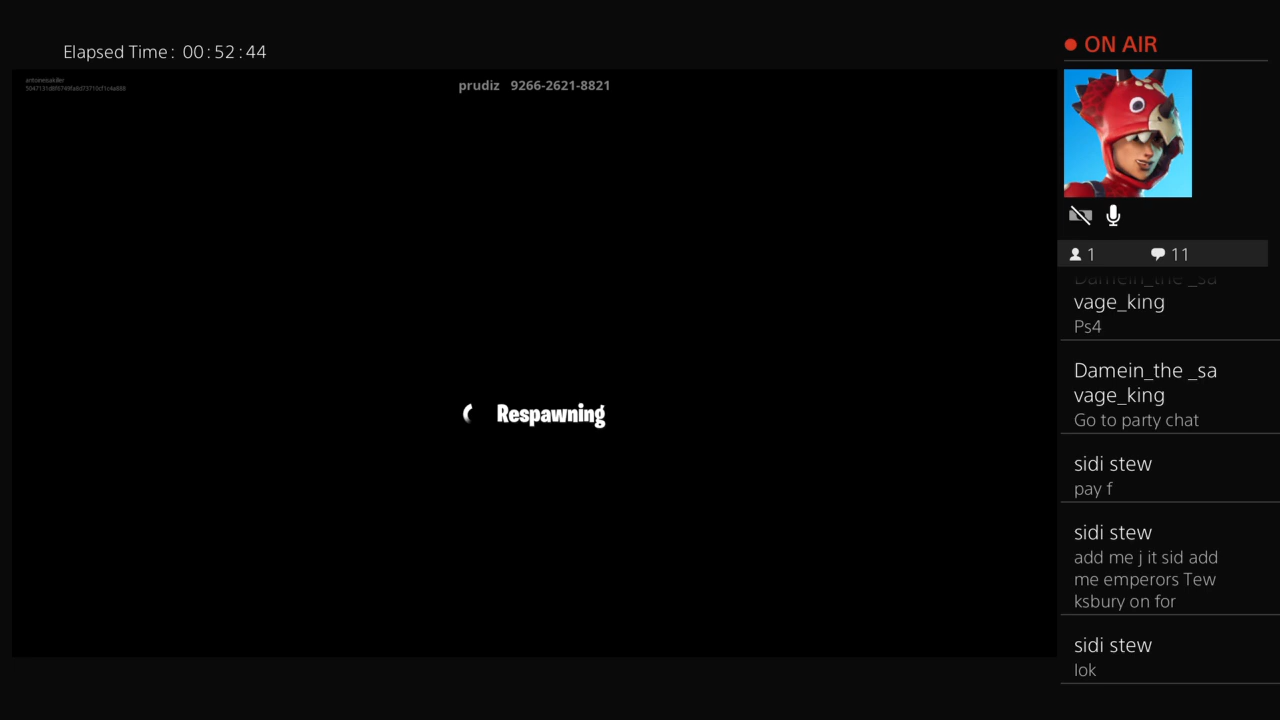 Elapsed Time: 00:52:44
ON AIR
prudiz 9266-2621-8821
1 11
Damein_the _sa
vage_king
Ps4
Damein_the _sa
vage_king
Go to party chat
sidi stew
pay f
sidi stew
add me j it sid add
me emperors Tew
ksbury on for
sidi stew
lok
Respawning